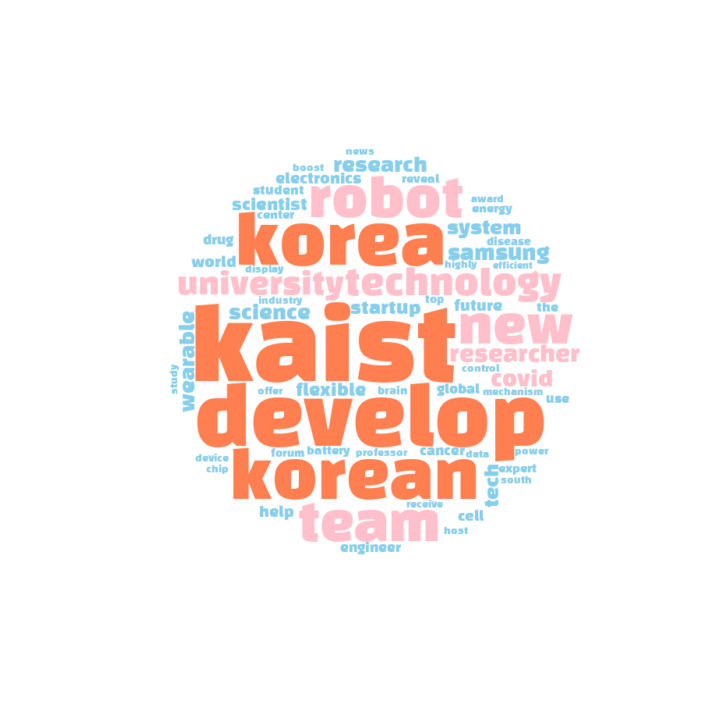 news
boost research
electronics reveal
student robot award
scientist energy
center
korea system
drug disease
samsung
world highly efficient
display
university technology
industry top
science startup future the
kaist new
wearable
researcher
control
study covid
offer flexible brain global mechanism
use
develop
forum battery professor cancer data power
device
korean expert
chip
tech south
receive
help team cell
host
engineer